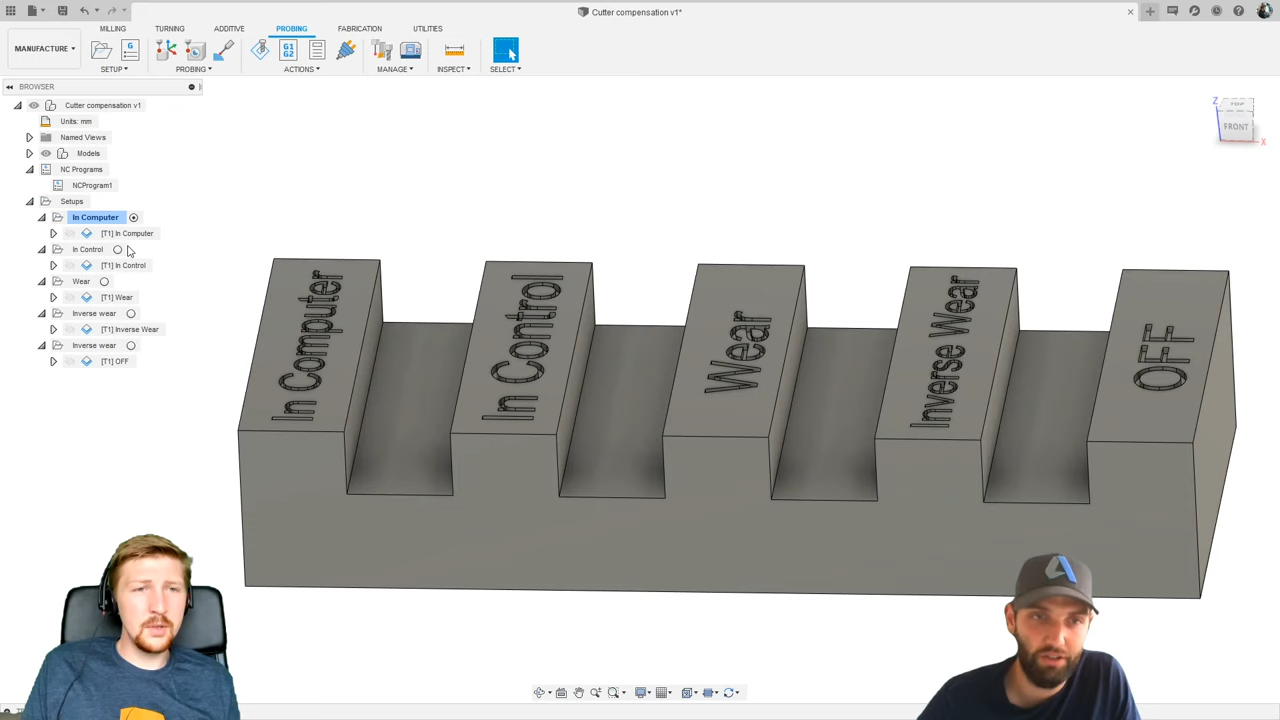 Cutter compensation v1*
MANUFACTURE
MILLING
TURNING
ADDITIVE
PROBING
FABRICATION
UTILITIES
G
G1
G2
SETUP
PROBING
ACTIONS
MANAGE
INSPECT
SELECT
BROWSER
Cutter compensation v1
Units: mm
Named Views
Models
NC Programs
NCProgram1
Setups
In Computer
[T1] In Computer
In Control
[T1] In Control
Wear
[T1] Wear
Inverse wear
[T1] Inverse Wear
Inverse wear
[T1] OFF
Z
FRONT
X
In Computer
In Control
Wear
Inverse Wear
OFF